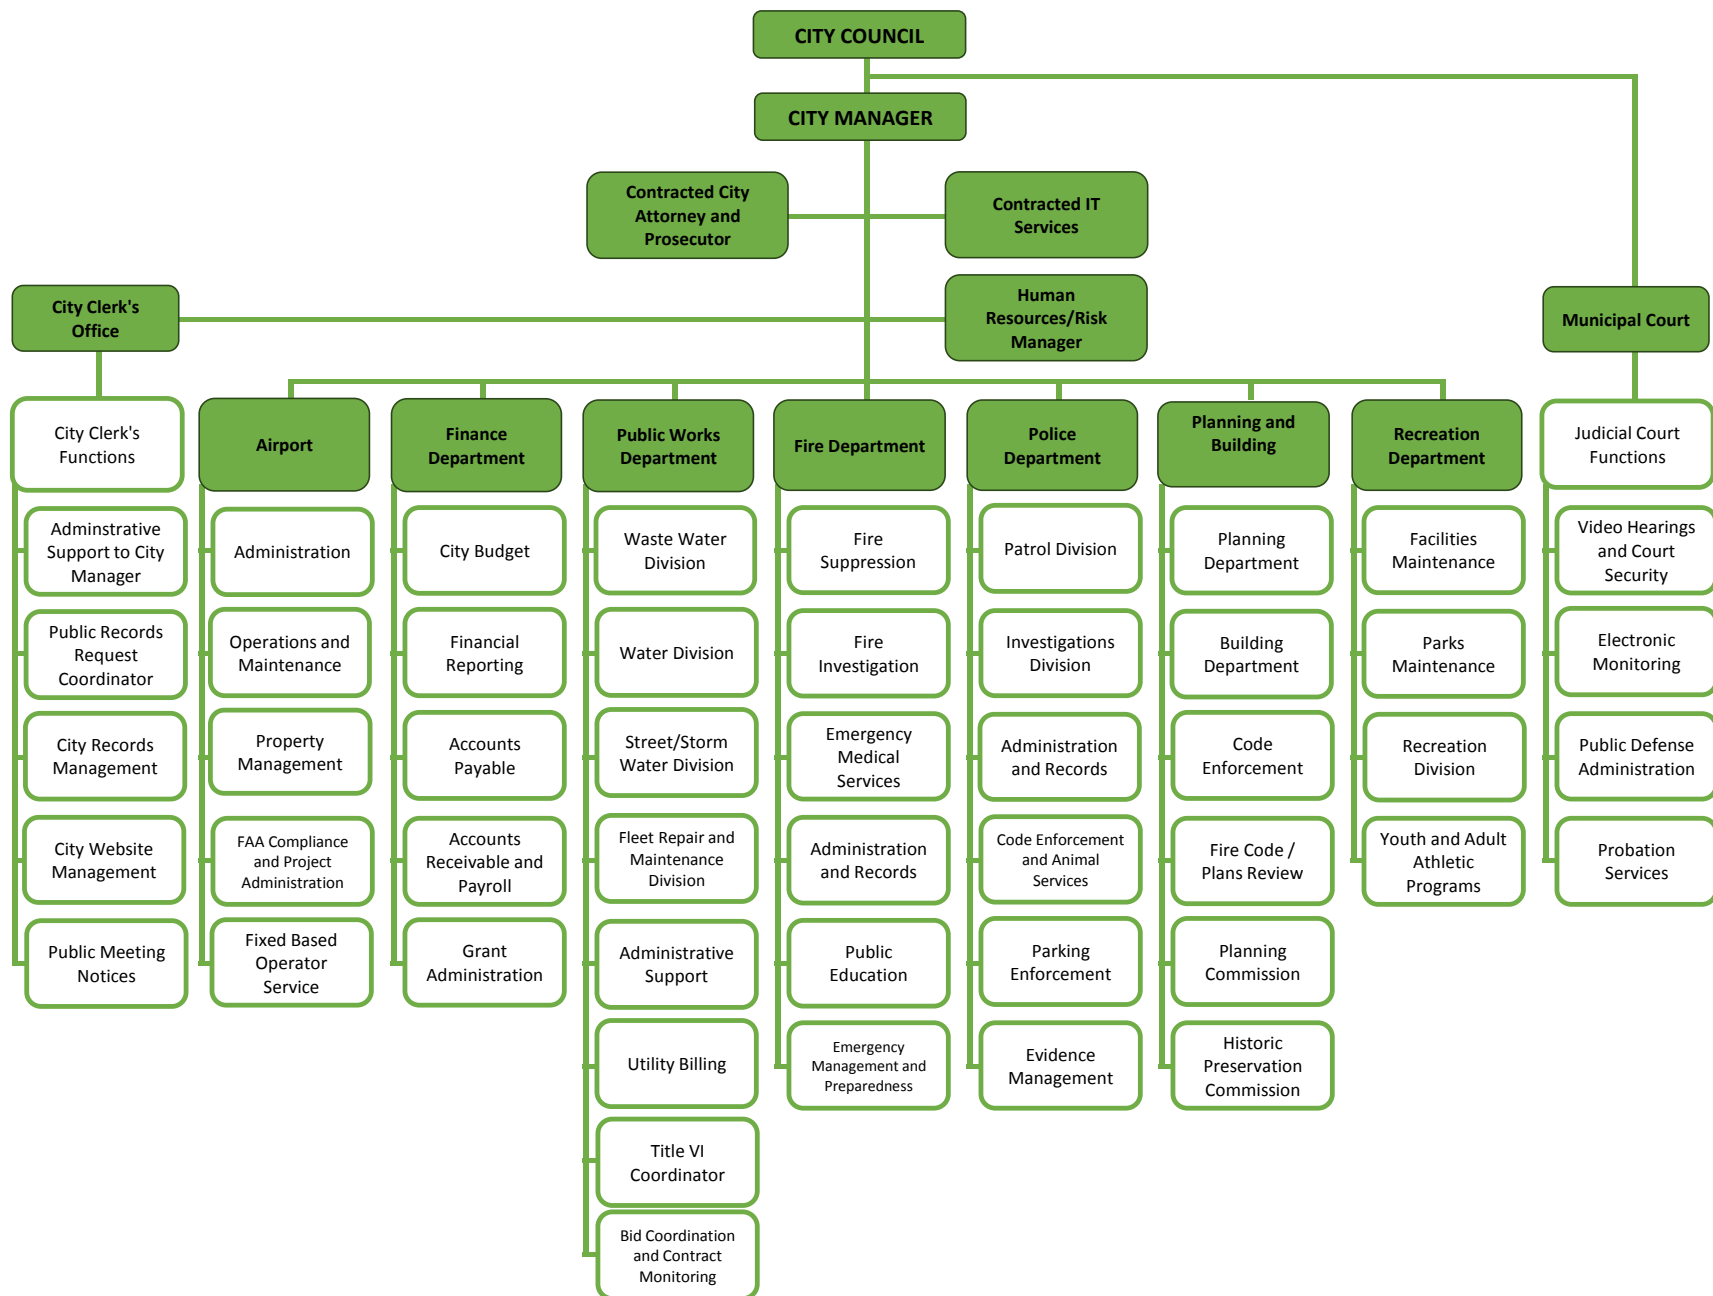 CITY COUNCIL
CITY MANAGER
Contracted City
Attorney and
Prosecutor
Contracted IT
Services
City Clerk's
Office
Human
Resources/Risk
Manager
Municipal Court
City Clerk's
Functions
Adminstrative
Support to City
Manager
Public Records
Request
Coordinator
City Records
Management
City Website
Management
Public Meeting
Notices
Airport
Administration
Operations and
Maintenance
Property
Management
FAA Compliance
and Project
Administration
Fixed Based
Operator
Service
Finance
Department
City Budget
Financial
Reporting
Accounts
Payable
Accounts
Receivable and
Payroll
Grant
Administration
Public Works
Department
Waste Water
Division
Water Division
Street/Storm
Water Division
Fleet Repair and
Maintenance
Division
Administrative
Support
Utility Billing
Title VI
Coordinator
Bid Coordination
and Contract
Monitoring
Fire Department
Fire
Suppression
Fire
Investigation
Emergency
Medical
Services
Administration
and Records
Public
Education
Emergency
Management and
Preparedness
Police
Department
Patrol Division
Investigations
Division
Administration
and Records
Code Enforcement
and Animal
Services
Parking
Enforcement
Evidence
Management
Planning and
Building
Planning
Department
Building
Department
Code
Enforcement
Fire Code /
Plans Review
Planning
Commission
Historic
Preservation
Commission
Recreation
Department
Facilities
Maintenance
Parks
Maintenance
Recreation
Division
Youth and Adult
Athletic
Programs
Judicial Court
Functions
Video Hearings
and Court
Security
Electronic
Monitoring
Public Defense
Administration
Probation
Services